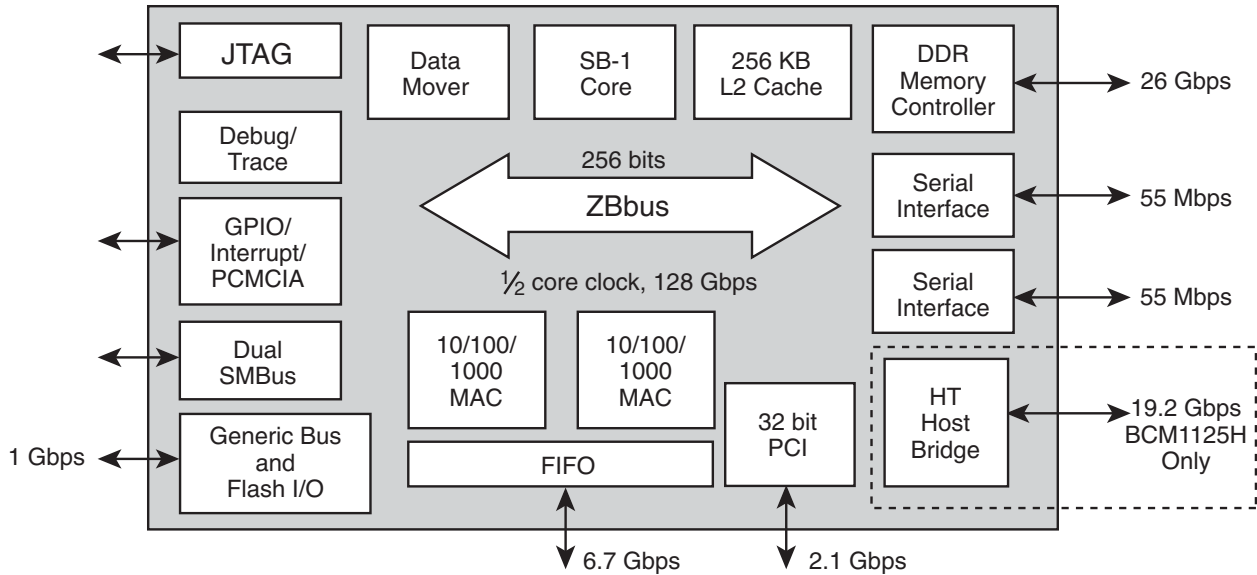 JTAG
Data
Mover
SB-1
Core
256 KB
L2 Cache
DDR
Memory
Controller
26 Gbps
Debug/
Trace
256 bits
ZBbus
½ core clock, 128 Gbps
Serial
Interface
55 Mbps
GPIO/
Interrupt/
PCMCIA
Serial
Interface
55 Mbps
Dual
SMBus
10/100/
1000
MAC
10/100/
1000
MAC
32 bit
PCI
HT
Host
Bridge
19.2 Gbps
BCM1125H
Only
1 Gbps
Generic Bus
and
Flash I/O
FIFO
6.7 Gbps
2.1 Gbps